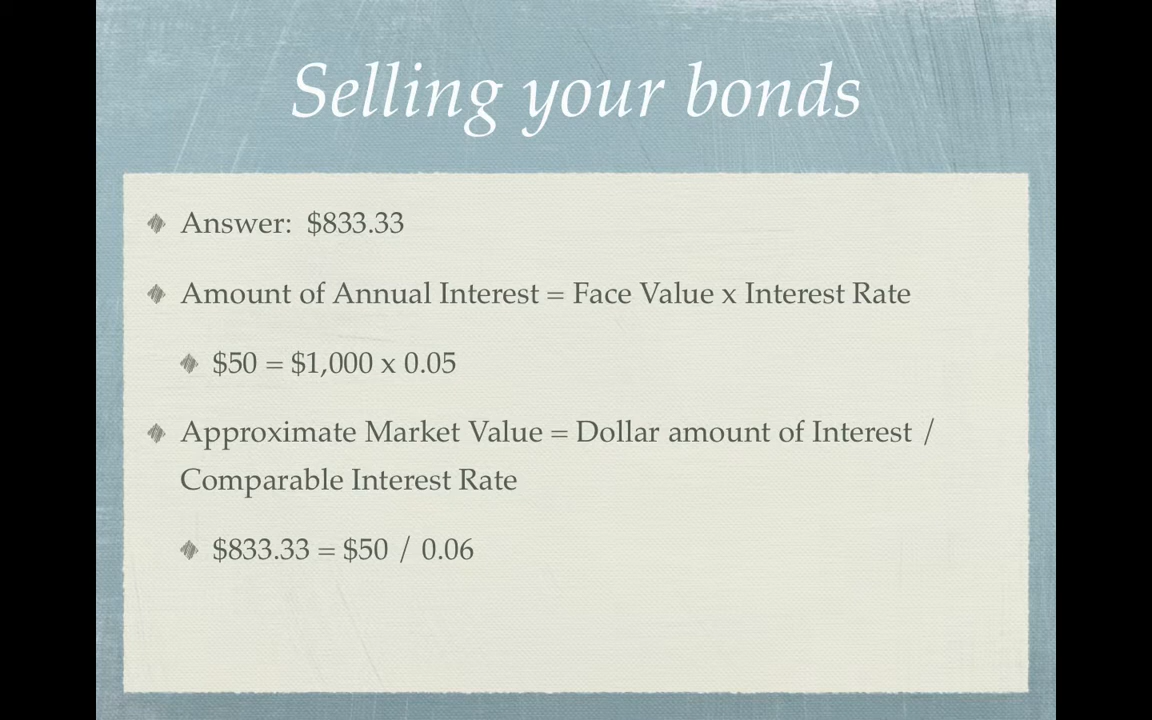 Selling your bonds
Answer:  $833.33
Amount of Annual Interest = Face Value x Interest Rate
$50 = $1,000 x 0.05
Approximate Market Value = Dollar amount of Interest /
Comparable Interest Rate
$833.33 = $50 / 0.06